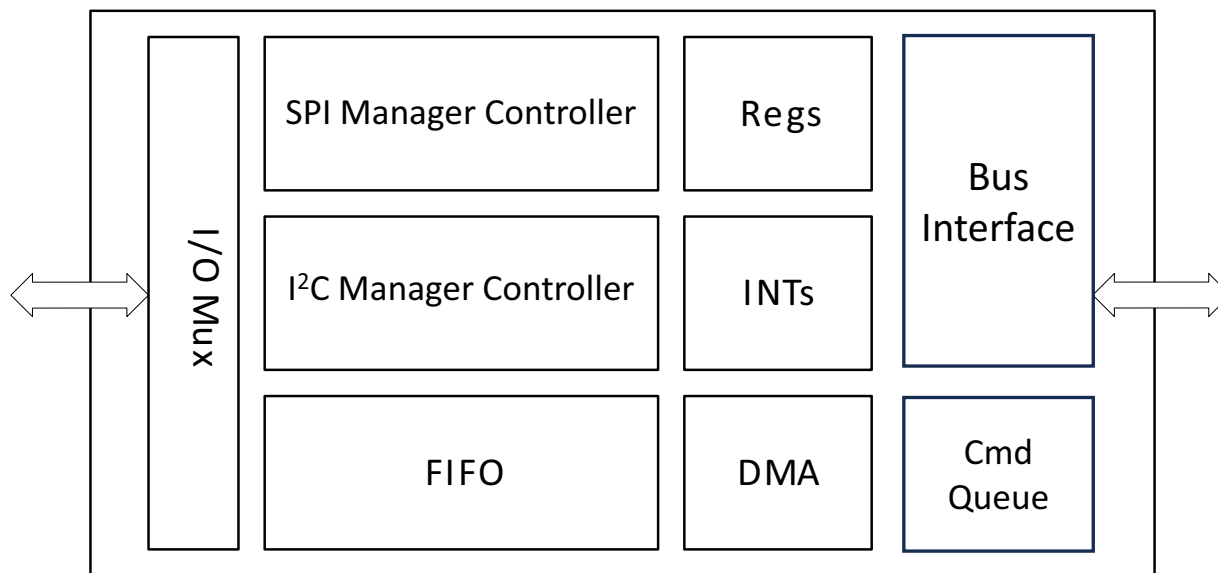 I/O Mux
SPI Manager Controller
Regs
Bus
Interface
I²C Manager Controller
INTs
FIFO
DMA
Cmd
Queue